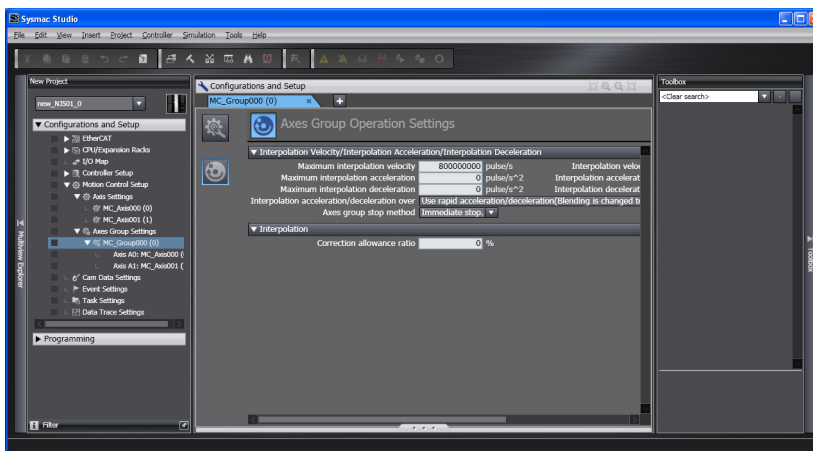 Sysmac Studio
File Edit View Insert Project Controller Simulation Tools Help
New Project
new_NJ501_0
Configurations and Setup
EtherCAT
CPU/Expansion Racks
I/O Map
Controller Setup
Motion Control Setup
Axis Settings
MC_Axis000 (0)
MC_Axis001 (1)
Axes Group Settings
MC_Group000 (0)
Axis A0: MC_Axis000 (
Axis A1: MC_Axis001 (
Cam Data Settings
Event Settings
Task Settings
Data Trace Settings
Programming
Filter
Multiview Explorer
Configurations and Setup
MC_Group000 (0)
Axes Group Operation Settings
Interpolation Velocity/Interpolation Acceleration/Interpolation Deceleration
Maximum interpolation velocity 800000000 pulse/s Interpolation velo
Maximum interpolation acceleration 0 pulse/s^2 Interpolation accelerat
Maximum interpolation deceleration 0 pulse/s^2 Interpolation decelerat
Interpolation acceleration/deceleration over Use rapid acceleration/deceleration(Blending is changed t
Axes group stop method Immediate stop.
Interpolation
Correction allowance ratio 0 %
Toolbox
<Clear search>
Toolbox